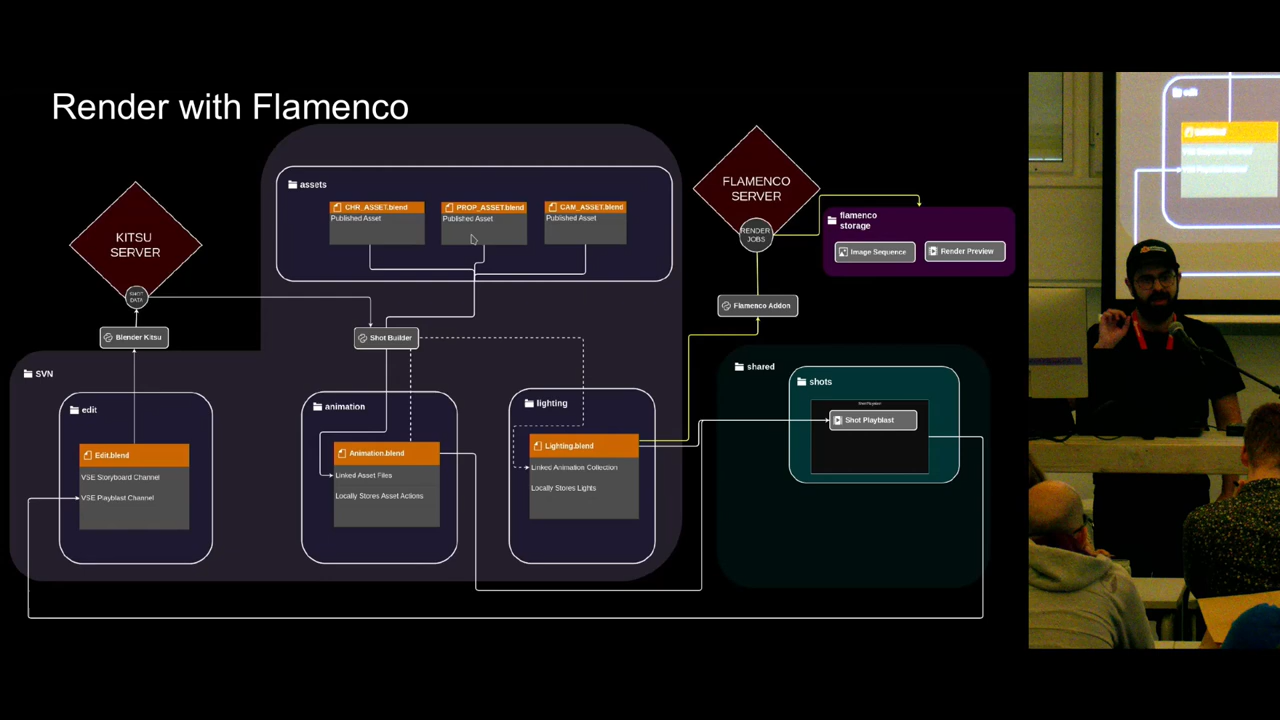 Render with Flamenco
assets
CHR_ASSET.blend
Published Asset
PROP_ASSET.blend
Published Asset
CAM_ASSET.blend
Published Asset
FLAMENCO
SERVER
RENDER
JOBS
flamenco
storage
Image Sequence
Render Preview
KITSU
SERVER
SHOT
DATA
Blender Kitsu
Shot Builder
Flamenco Addon
SVN
edit
Edit.blend
VSE Storyboard Channel
VSE Playblast Channel
animation
Animation.blend
Linked Asset Files
Locally Stores Asset Actions
lighting
Lighting.blend
Linked Animation Collection
Locally Stores Lights
shared
shots
Shot Playblast
edit